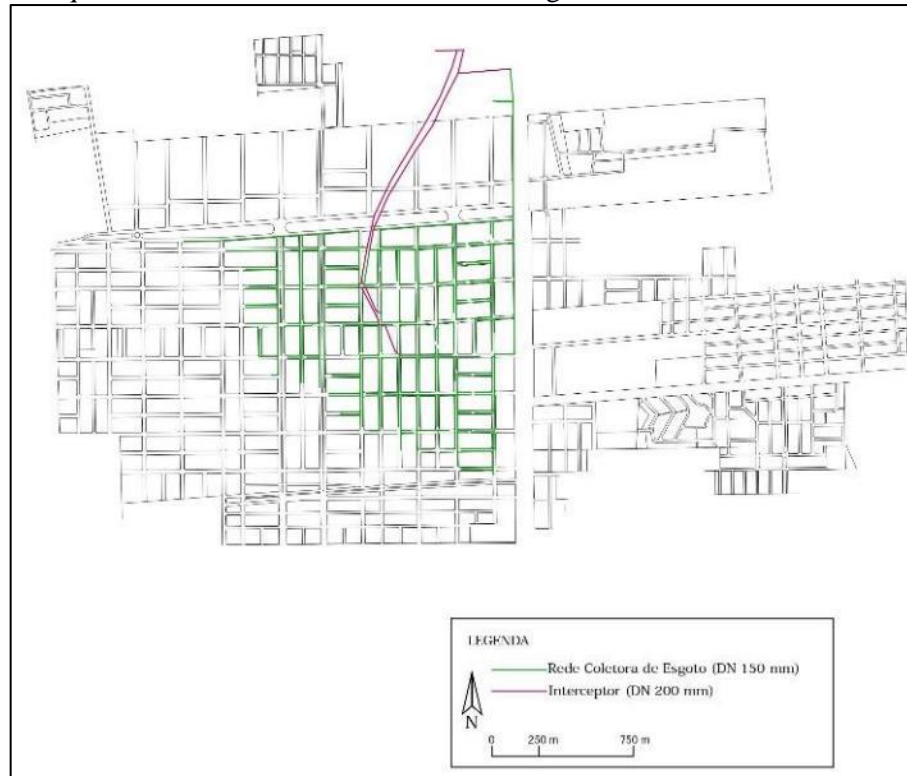 LEGENDA
Rede Coletora de Esgoto (DN 150 mm)
Interceptor (DN 200 mm)
N
0 250 m 750 m